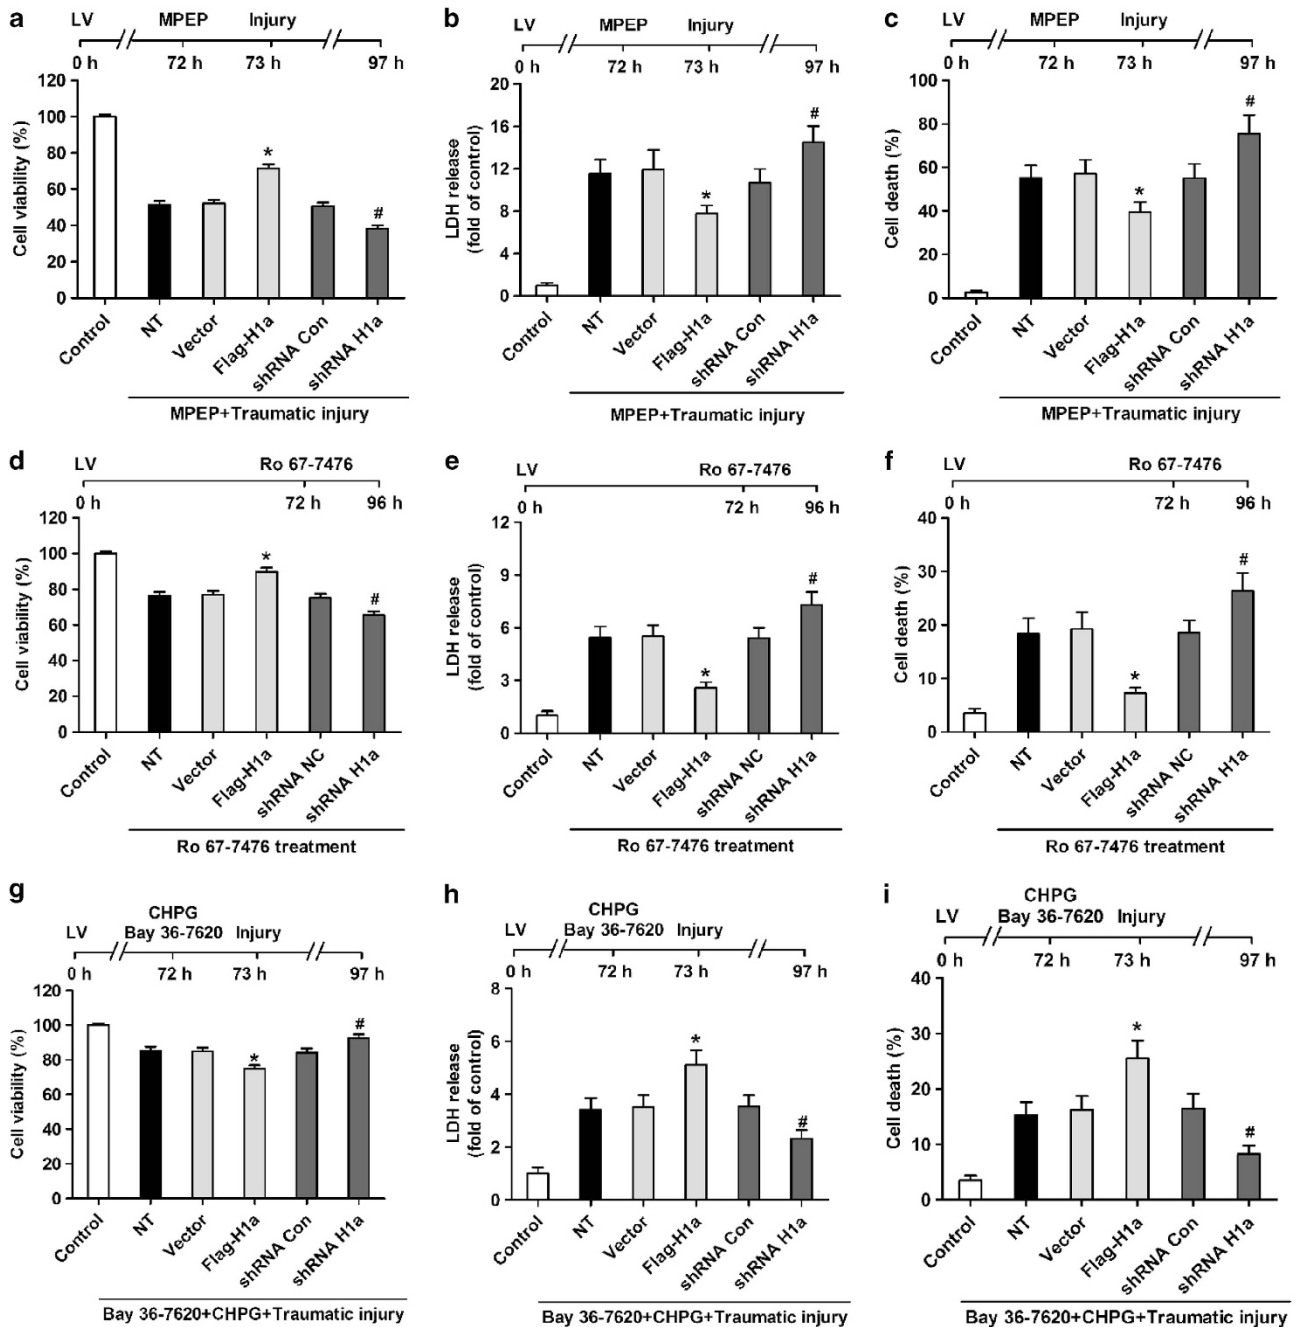 a
LV MPEP Injury
0 h 72 h 73 h 97 h
120
100
80
60
40
20
0
Cell viability (%)
*
#
Control NT Vector Flag-H1a shRNA Con shRNA H1a
MPEP+Traumatic injury
b
LV MPEP Injury
0 h 72 h 73 h 97 h
20
16
12
8
4
0
LDH release
(fold of control)
*
#
Control NT Vector Flag-H1a shRNA Con shRNA H1a
MPEP+Traumatic injury
c
LV MPEP Injury
0 h 72 h 73 h 97 h
100
80
60
40
20
0
Cell death (%)
*
#
Control NT Vector Flag-H1a shRNA Con shRNA H1a
MPEP+Traumatic injury
d
LV Ro 67-7476
0 h 72 h 96 h
120
100
80
60
40
20
0
Cell viability (%)
*
#
Control NT Vector Flag-H1a shRNA NC shRNA H1a
Ro 67-7476 treatment
e
LV Ro 67-7476
0 h 72 h 96 h
12
9
6
3
0
LDH release
(fold of control)
*
#
Control NT Vector Flag-H1a shRNA NC shRNA H1a
Ro 67-7476 treatment
f
LV Ro 67-7476
0 h 72 h 96 h
40
30
20
10
0
Cell death (%)
*
#
Control NT Vector Flag-H1a shRNA NC shRNA H1a
Ro 67-7476 treatment
g
CHPG
LV Bay 36-7620 Injury
0 h 72 h 73 h 97 h
120
100
80
60
40
20
0
Cell viability (%)
*
#
Control NT Vector Flag-H1a shRNA Con shRNA H1a
Bay 36-7620+CHPG+Traumatic injury
h
CHPG
LV Bay 36-7620 Injury
0 h 72 h 73 h 97 h
8
6
4
2
0
LDH release
(fold of control)
*
#
Control NT Vector Flag-H1a shRNA Con shRNA H1a
Bay 36-7620+CHPG+Traumatic injury
i
CHPG
LV Bay 36-7620 Injury
0 h 72 h 73 h 97 h
40
30
20
10
0
Cell death (%)
*
#
Control NT Vector Flag-H1a shRNA Con shRNA H1a
Bay 36-7620+CHPG+Traumatic injury